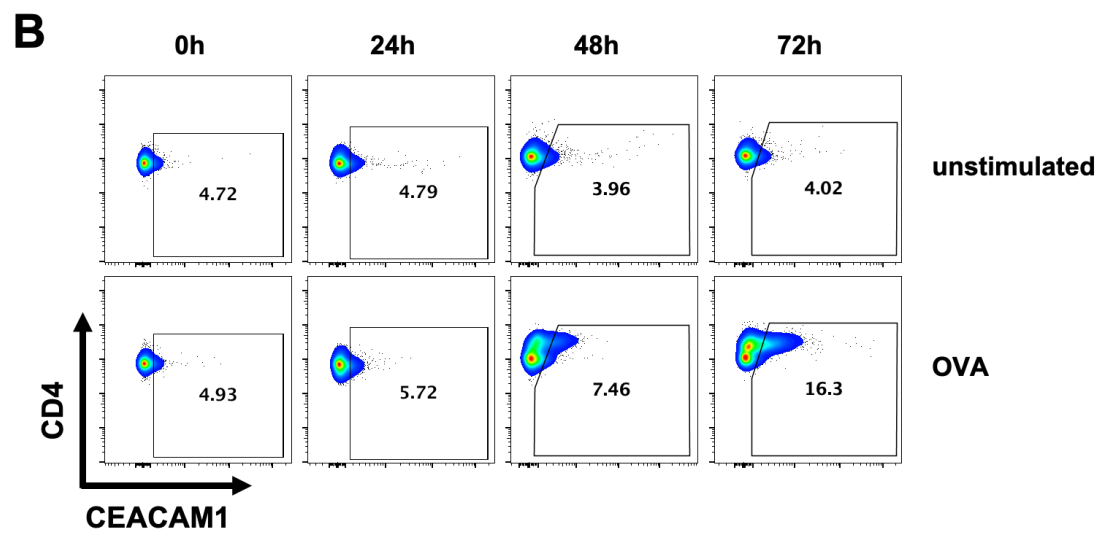 B
0h 24h 48h 72h
4.72 4.79 3.96 4.02 unstimulated
4.93 5.72 7.46 16.3 OVA
CD4
CEACAM1